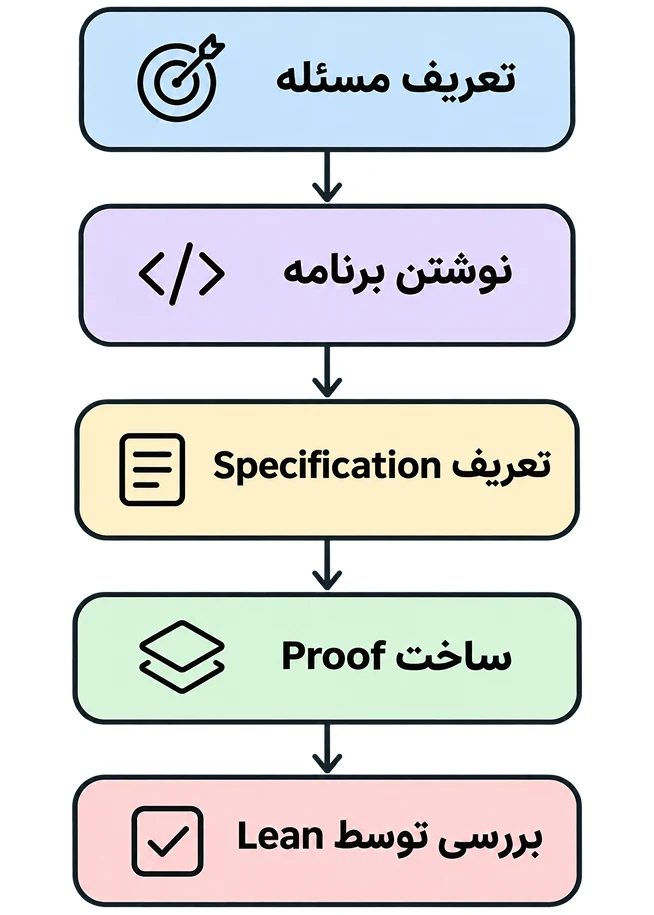 تعریف مسئله
نوشتن برنامه
تعریف Specification
ساخت Proof
بررسی توسط Lean